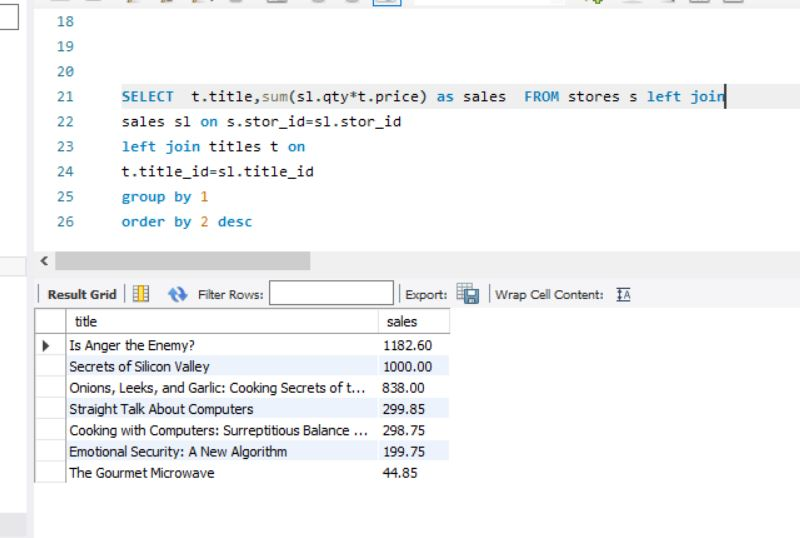 18
19
20
21 SELECT t.title,sum(sl.qty*t.price) as sales FROM stores s left join
22 sales sl on s.stor_id=sl.stor_id
23 left join titles t on
24 t.title_id=sl.title_id
25 group by 1
26 order by 2 desc
Result Grid Filter Rows: Export: Wrap Cell Content: IA
title sales
Is Anger the Enemy? 1182.60
Secrets of Silicon Valley 1000.00
Onions, Leeks, and Garlic: Cooking Secrets of t... 838.00
Straight Talk About Computers 299.85
Cooking with Computers: Surreptitious Balance ... 298.75
Emotional Security: A New Algorithm 199.75
The Gourmet Microwave 44.85